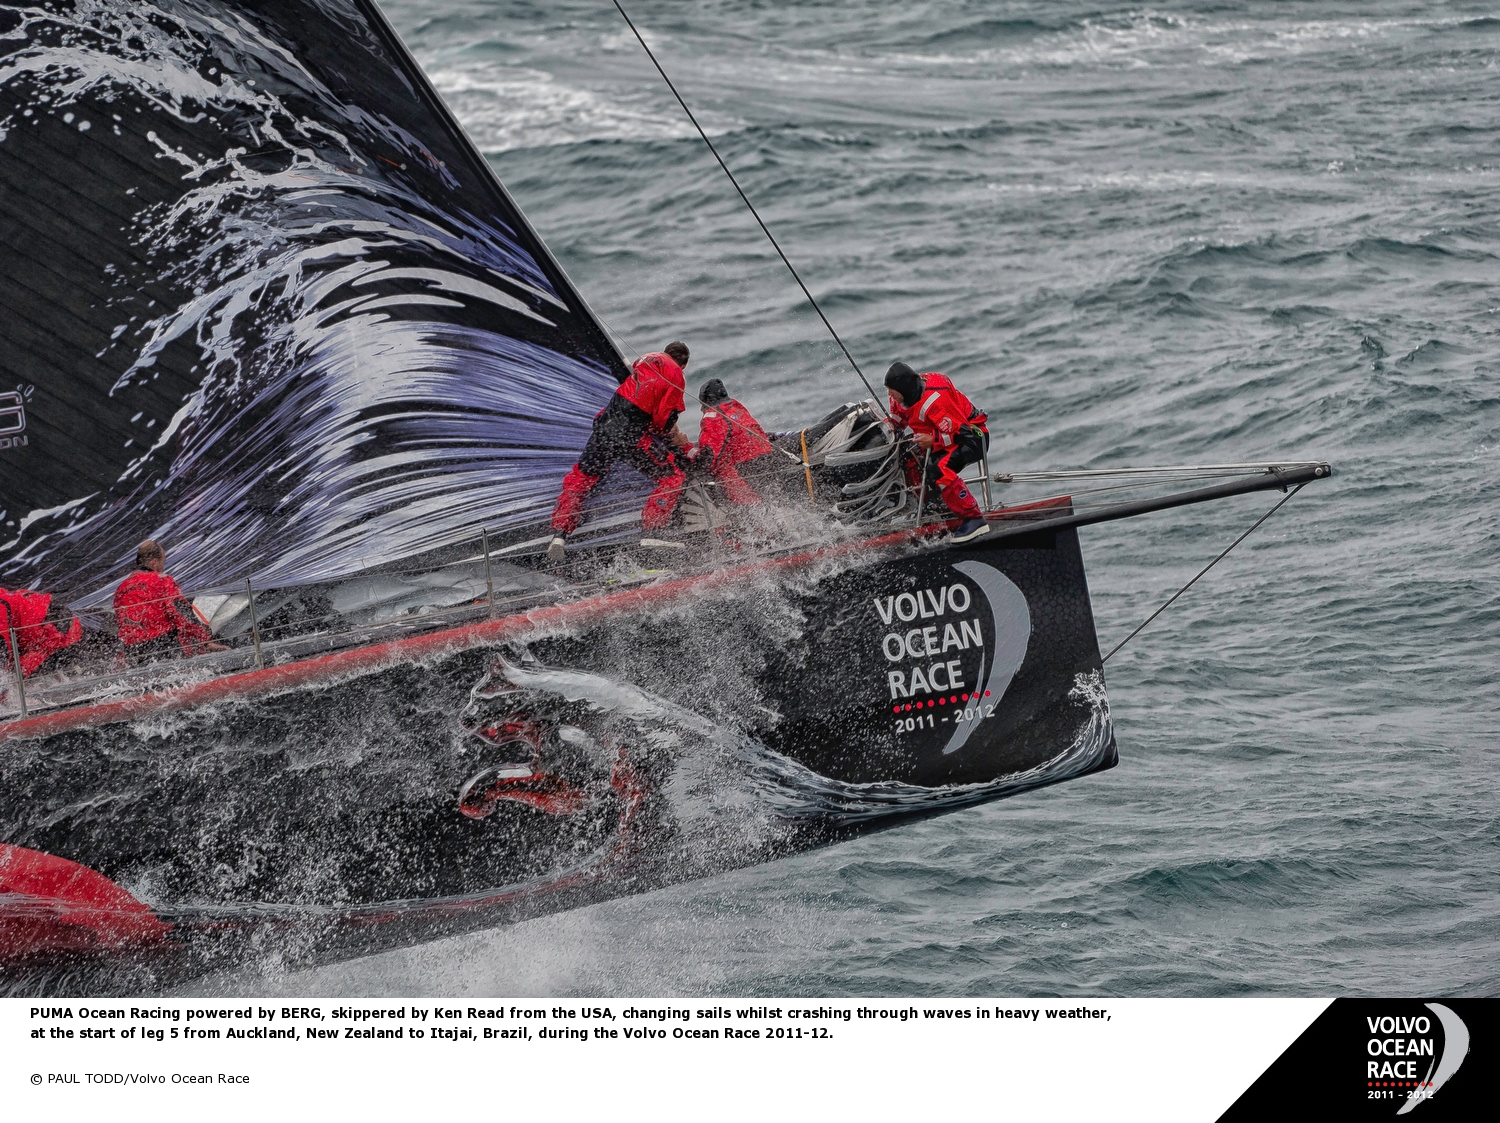 VOLVO
OCEAN
RACE
2011 - 2012
PUMA Ocean Racing powered by BERG, skippered by Ken Read from the USA, changing sails whilst crashing through waves in heavy weather,
at the start of leg 5 from Auckland, New Zealand to Itajai, Brazil, during the Volvo Ocean Race 2011-12.
© PAUL TODD/Volvo Ocean Race
VOLVO
OCEAN
RACE
2011 - 2012